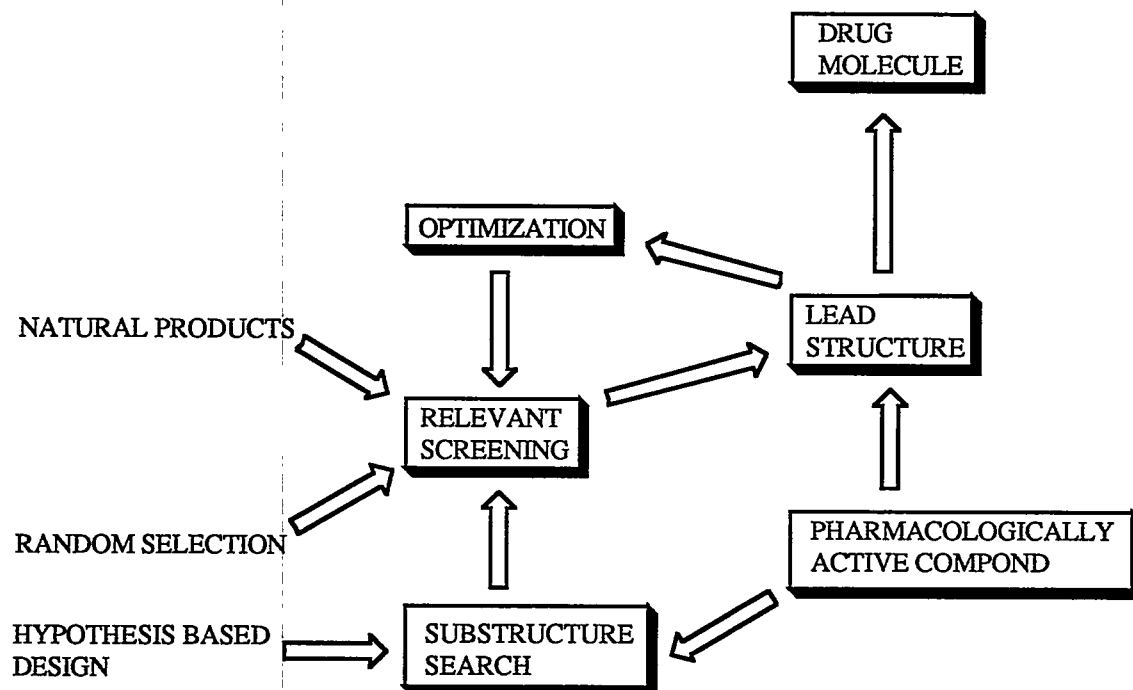 DRUG
MOLECULE
OPTIMIZATION
NATURAL PRODUCTS
LEAD
STRUCTURE
RELEVANT
SCREENING
RANDOM SELECTION
PHARMACOLOGICALLY
ACTIVE COMPOND
HYPOTHESIS BASED
DESIGN
SUBSTRUCTURE
SEARCH